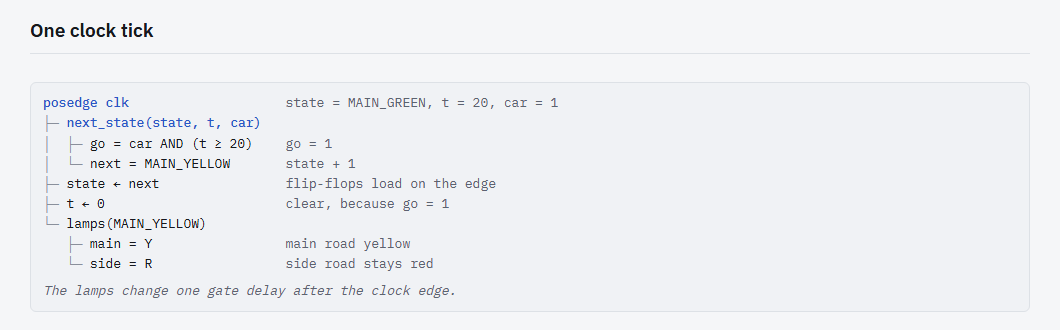 One clock tick
posedge clk state = MAIN_GREEN, t = 20, car = 1
├─ next_state(state, t, car)
│  ├─ go = car AND (t ≥ 20) go = 1
│  └─ next = MAIN_YELLOW state + 1
├─ state ← next flip-flops load on the edge
├─ t ← 0 clear, because go = 1
└─ lamps(MAIN_YELLOW)
   ├─ main = Y main road yellow
   └─ side = R side road stays red
The lamps change one gate delay after the clock edge.